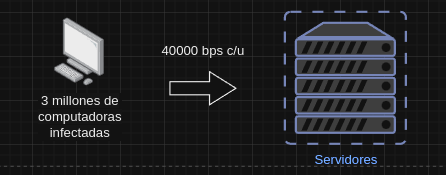 40000 bps c/u
3 millones de
computadoras
infectadas
Servidores